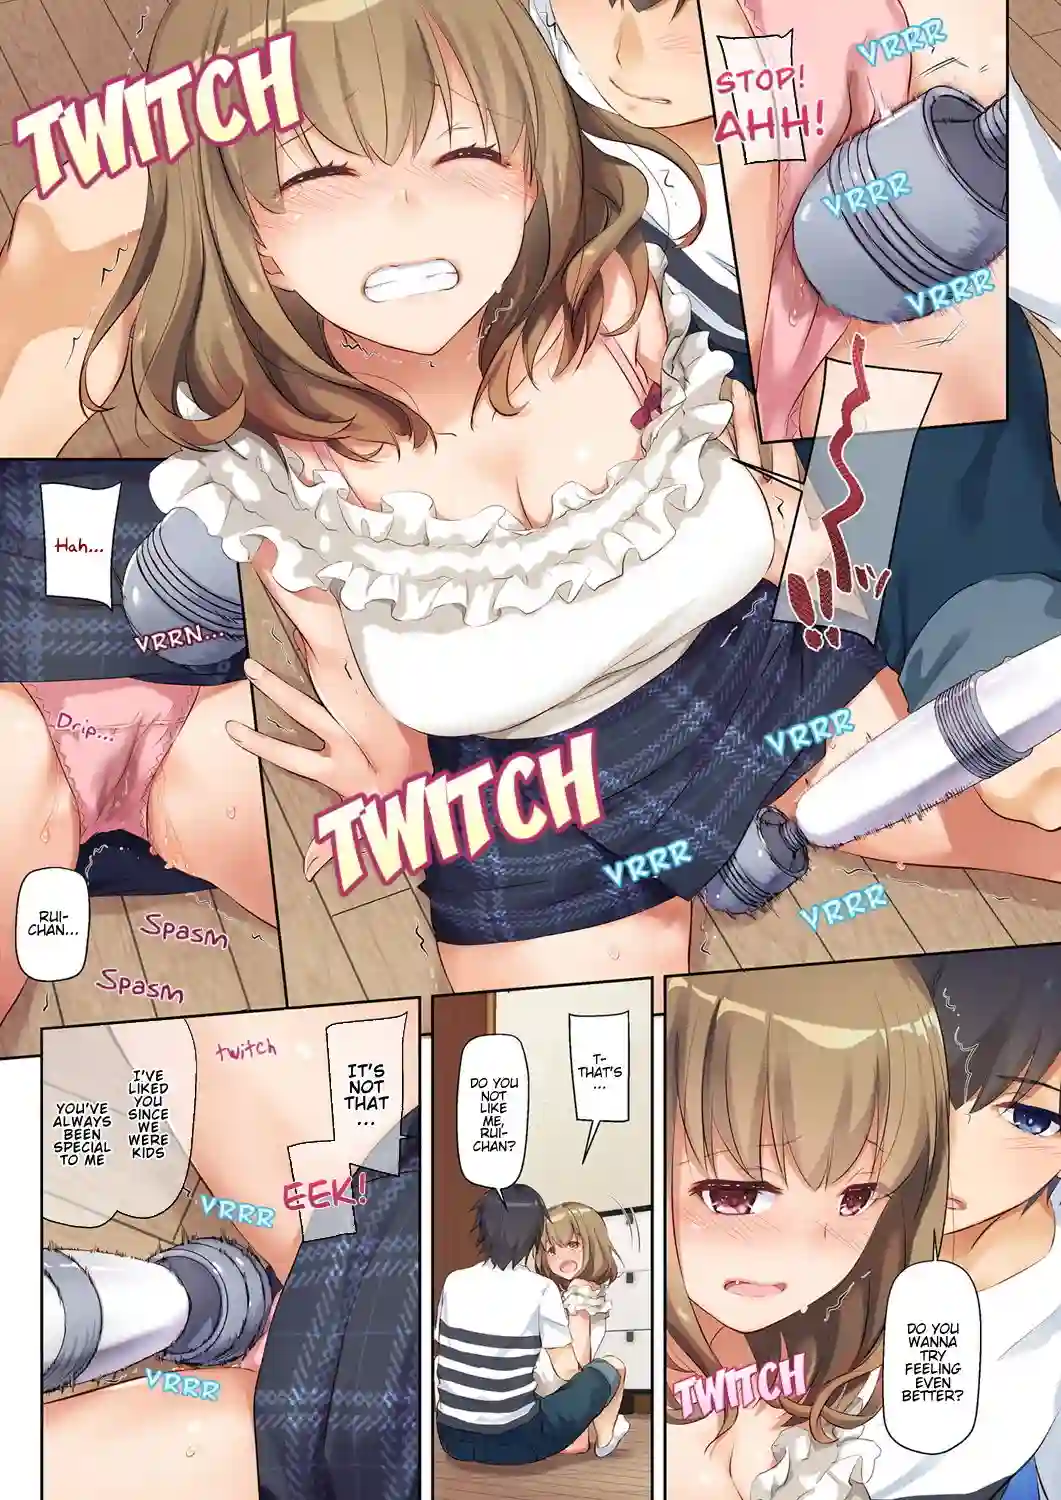 STOP!
AHH!
VRRR
VRRR
VRRR
TWITCH
TWITCH
VRRR
VRRR
VRRR
Hah...
VRRN...
Drip...
RUI-
CHAN...
Spasm
Spasm
DO YOU
WANNA
TRY
FEELING
EVEN
BETTER?
TWITCH
T-
THAT'S
...
DO YOU
NOT
LIKE
ME,
RUI-
CHAN?
IT'S
NOT
THAT
...
twitch
I'VE
LIKED
YOU
SINCE
WE
WERE
KIDS
YOU'VE
ALWAYS
BEEN
SPECIAL
TO ME
EEK!
VRRR
VRRR